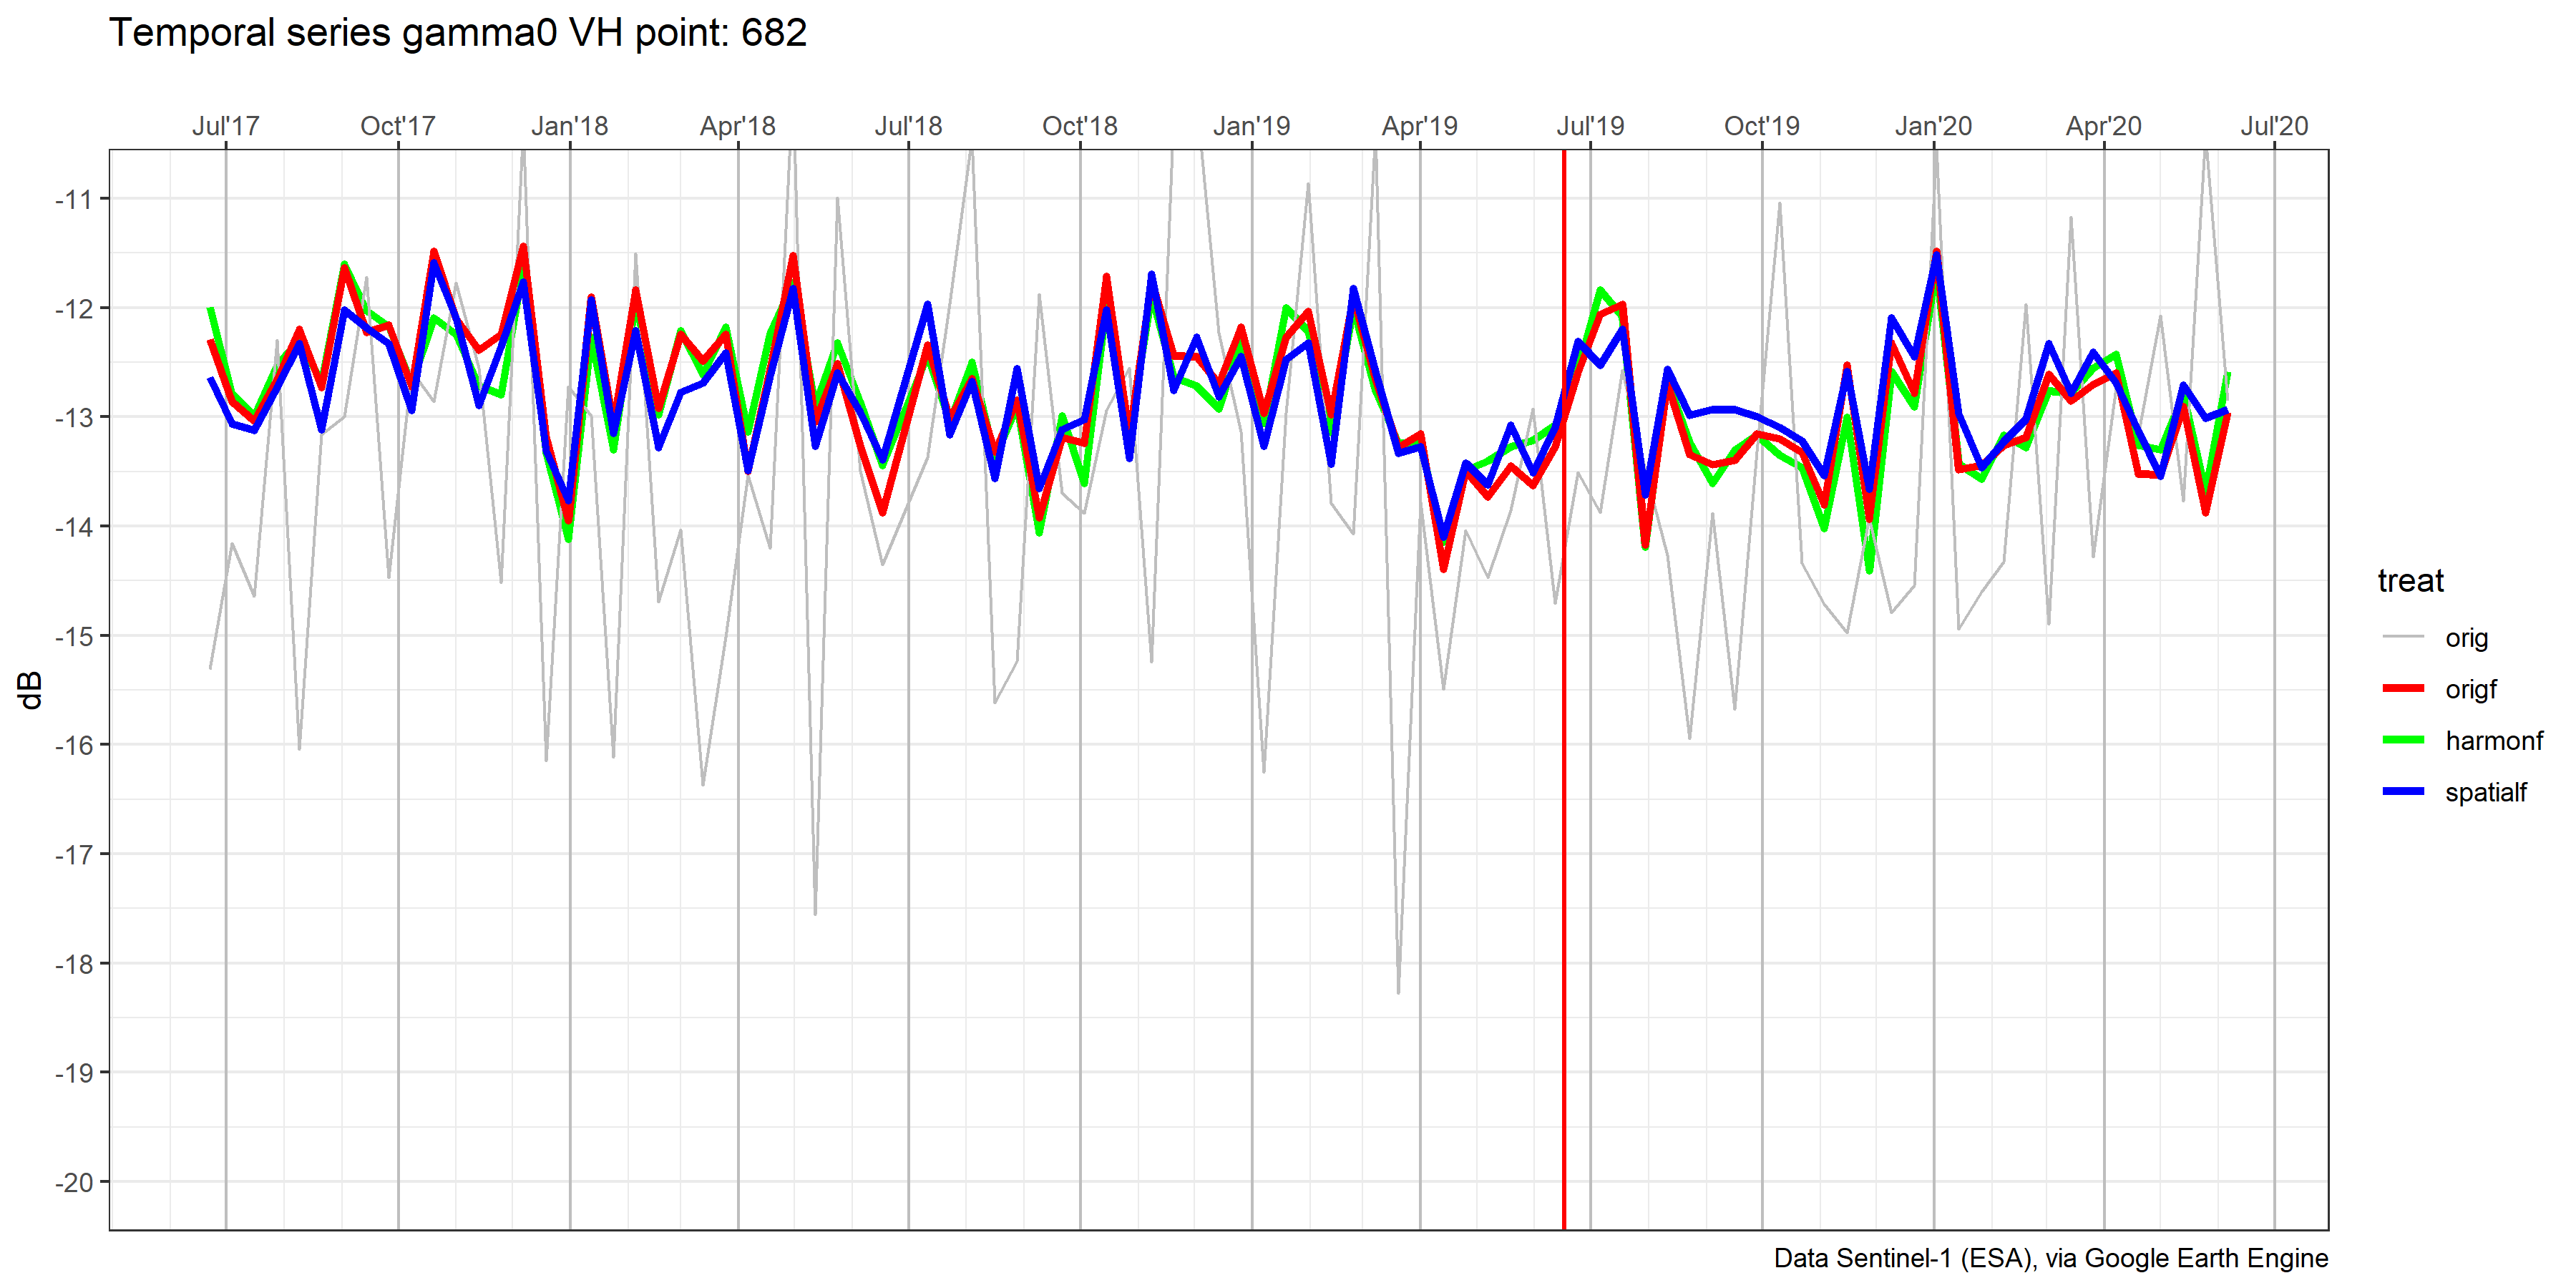 Temporal series gamma0 VH point: 682
Jul'17 Oct'17 Jan'18 Apr'18 Jul'18 Oct'18 Jan'19 Apr'19 Jul'19 Oct'19 Jan'20 Apr'20 Jul'20
-11
-12
-13
-14
-15
-16
-17
-18
-19
-20
dB
treat
orig
origf
harmonf
spatialf
Data Sentinel-1 (ESA), via Google Earth Engine